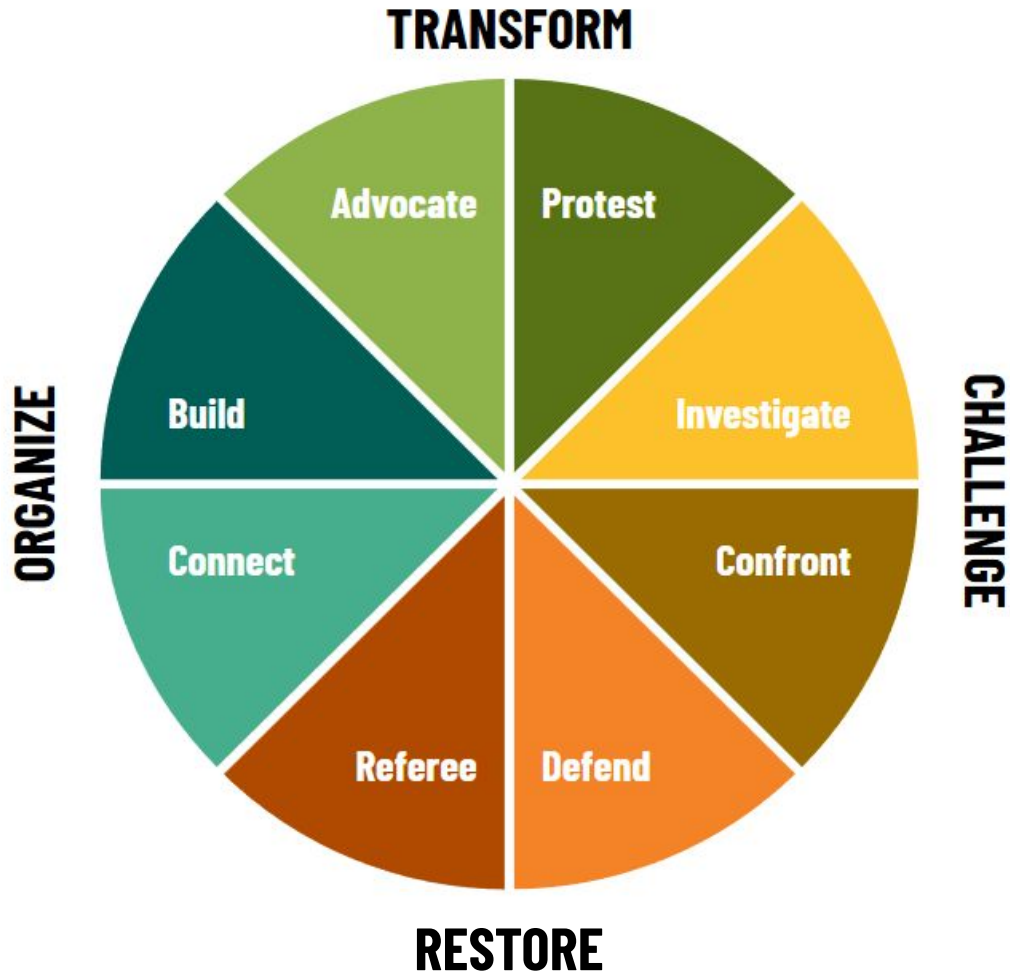 TRANSFORM
Advocate
Protest
Build
Investigate
ORGANIZE
CHALLENGE
Connect
Confront
Referee
Defend
RESTORE